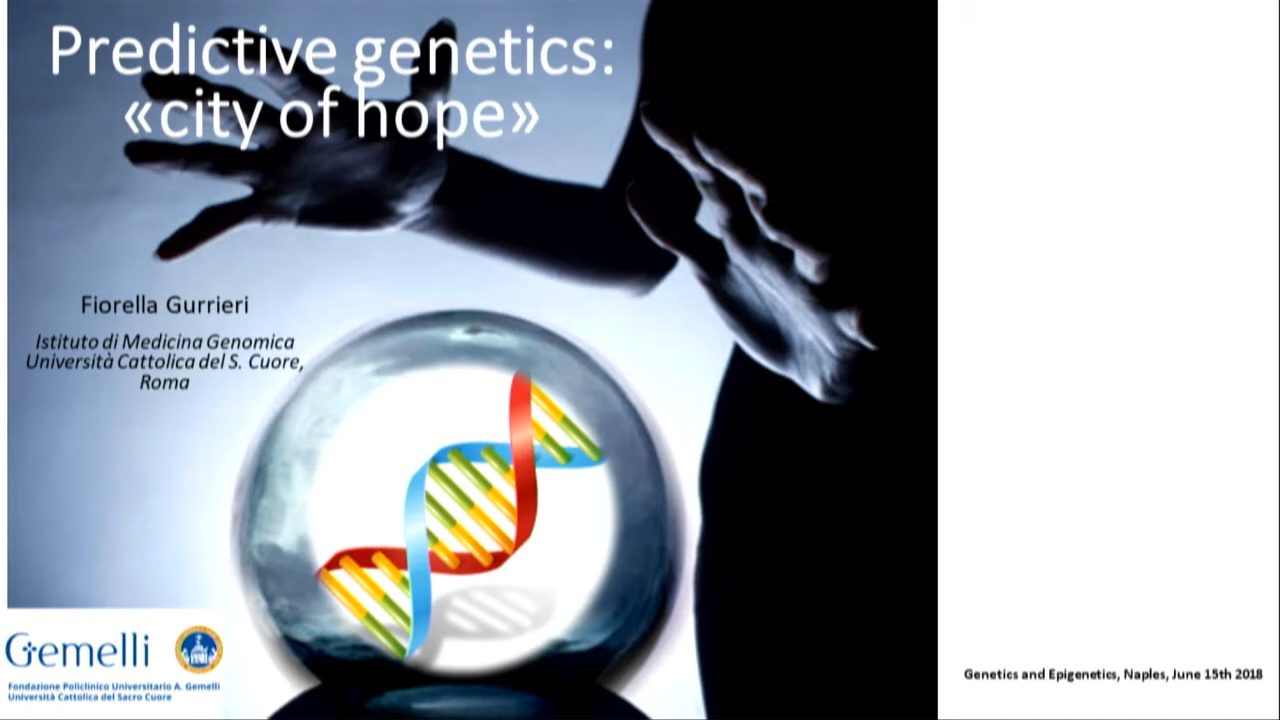 Predictive genetics:
«city of hope»
Fiorella Gurrieri
Istituto di Medicina Genomica
Università Cattolica del S. Cuore,
Roma
Gemelli
Fondazione Policlinico Universitario A. Gemelli
Università Cattolica del Sacro Cuore
Genetics and Epigenetics, Naples, June 15th 2018